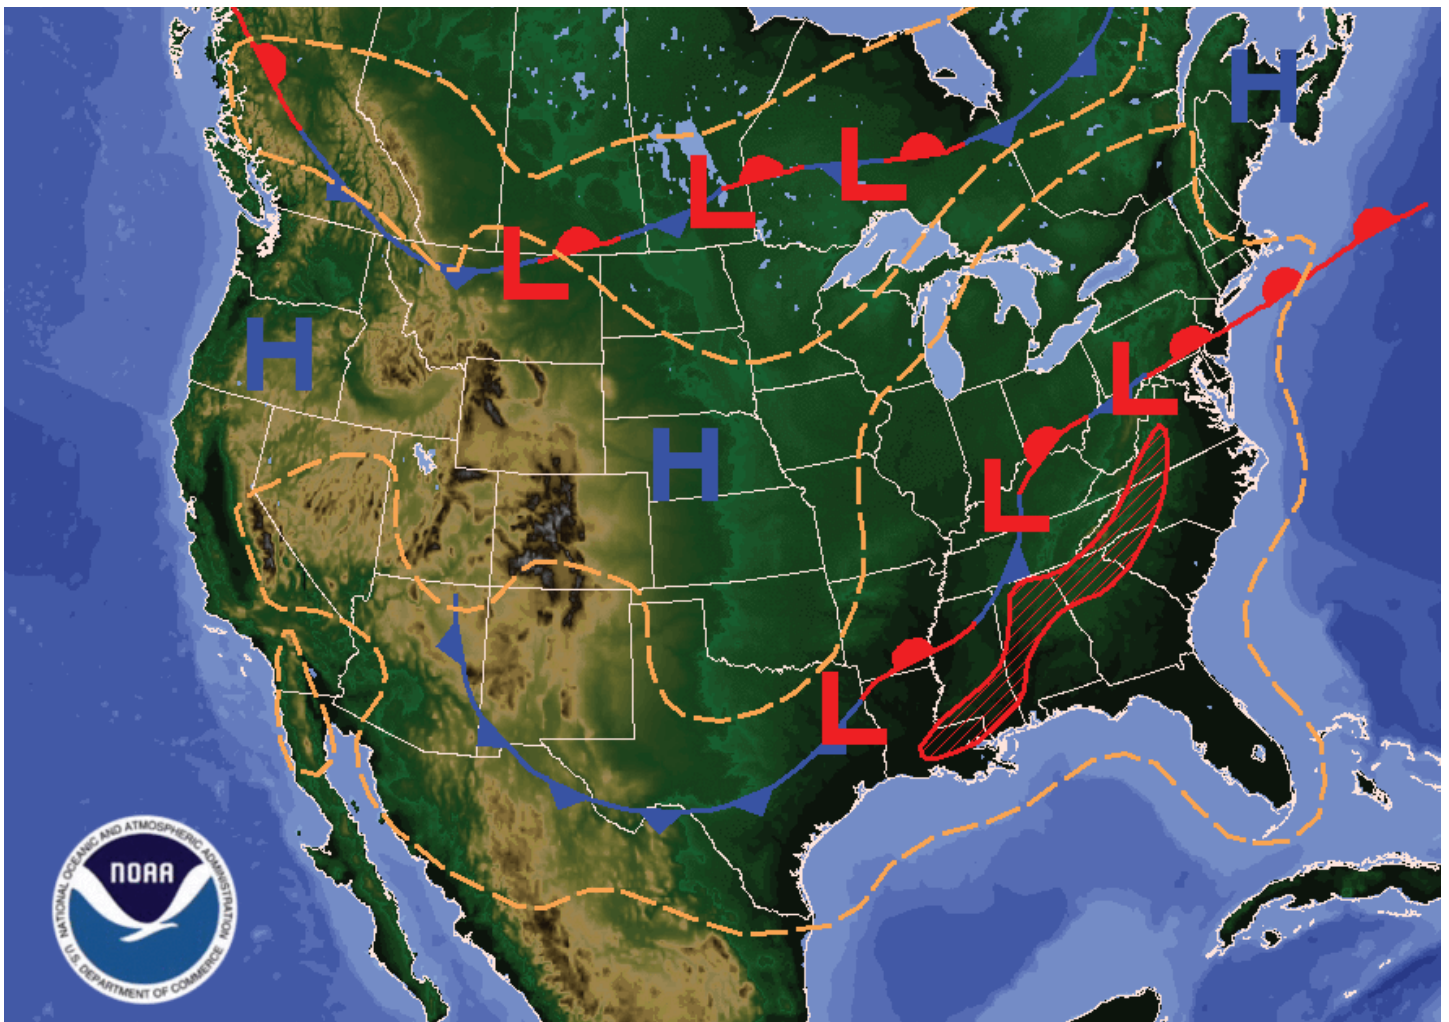 H
L
L
L
H
L
H
L
L
L
NOAA
NATIONAL OCEANIC AND ATMOSPHERIC ADMINISTRATION
U.S. DEPARTMENT OF COMMERCE